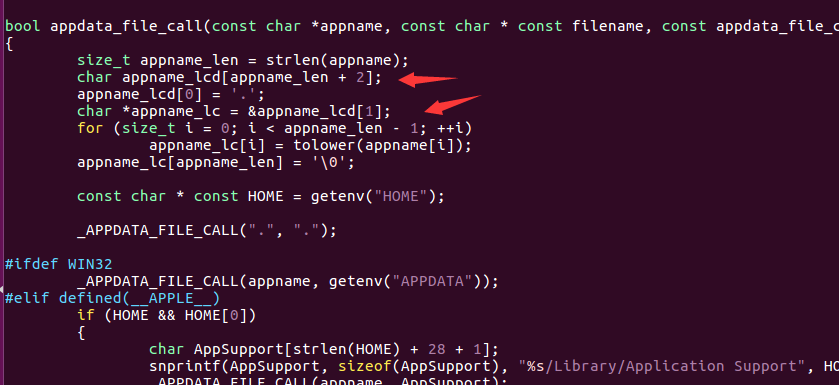 bool appdata_file_call(const char *appname, const char * const filename, const appdata_file_c
{
size_t appname_len = strlen(appname);
char appname_lcd[appname_len + 2];
appname_lcd[0] = '.';
char *appname_lc = &appname_lcd[1];
for (size_t i = 0; i < appname_len - 1; ++i)
appname_lc[i] = tolower(appname[i]);
appname_lc[appname_len] = '\0';
const char * const HOME = getenv("HOME");
_APPDATA_FILE_CALL(".", ".");
#ifdef WIN32
_APPDATA_FILE_CALL(appname, getenv("APPDATA"));
#elif defined(__APPLE__)
if (HOME && HOME[0])
{
char AppSupport[strlen(HOME) + 28 + 1];
snprintf(AppSupport, sizeof(AppSupport), "%s/Library/Application Support", HO
_APPDATA_FILE_CALL(appname, AppSupport);